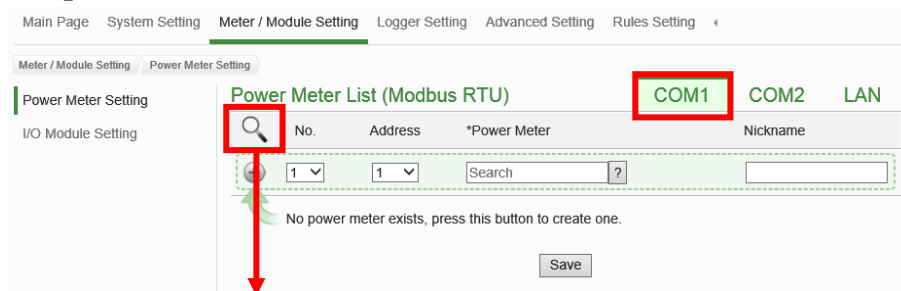 Main Page System Setting Meter / Module Setting Logger Setting Advanced Setting Rules Setting
Meter / Module Setting Power Meter Setting
Power Meter Setting
I/O Module Setting
Power Meter List (Modbus RTU) COM1 COM2 LAN
No. Address *Power Meter Nickname
1 1 Search ?
No power meter exists, press this button to create one.
Save